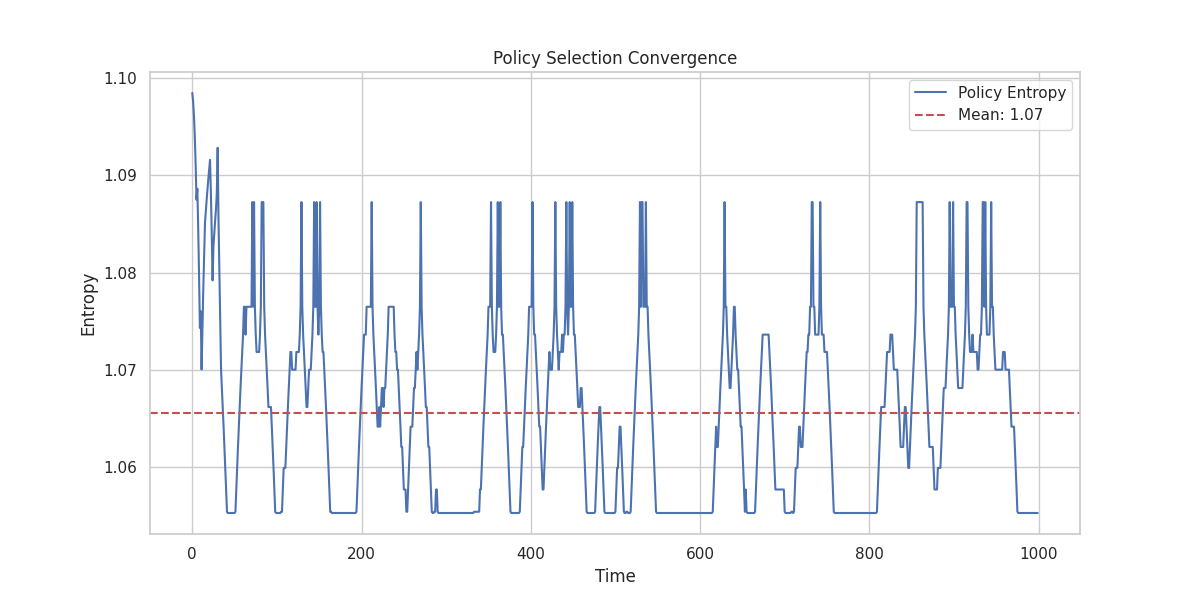 Policy Selection Convergence
Policy Entropy
Mean: 1.07
Entropy
1.10
1.09
1.08
1.07
1.06
0
200
400
600
800
1000
Time